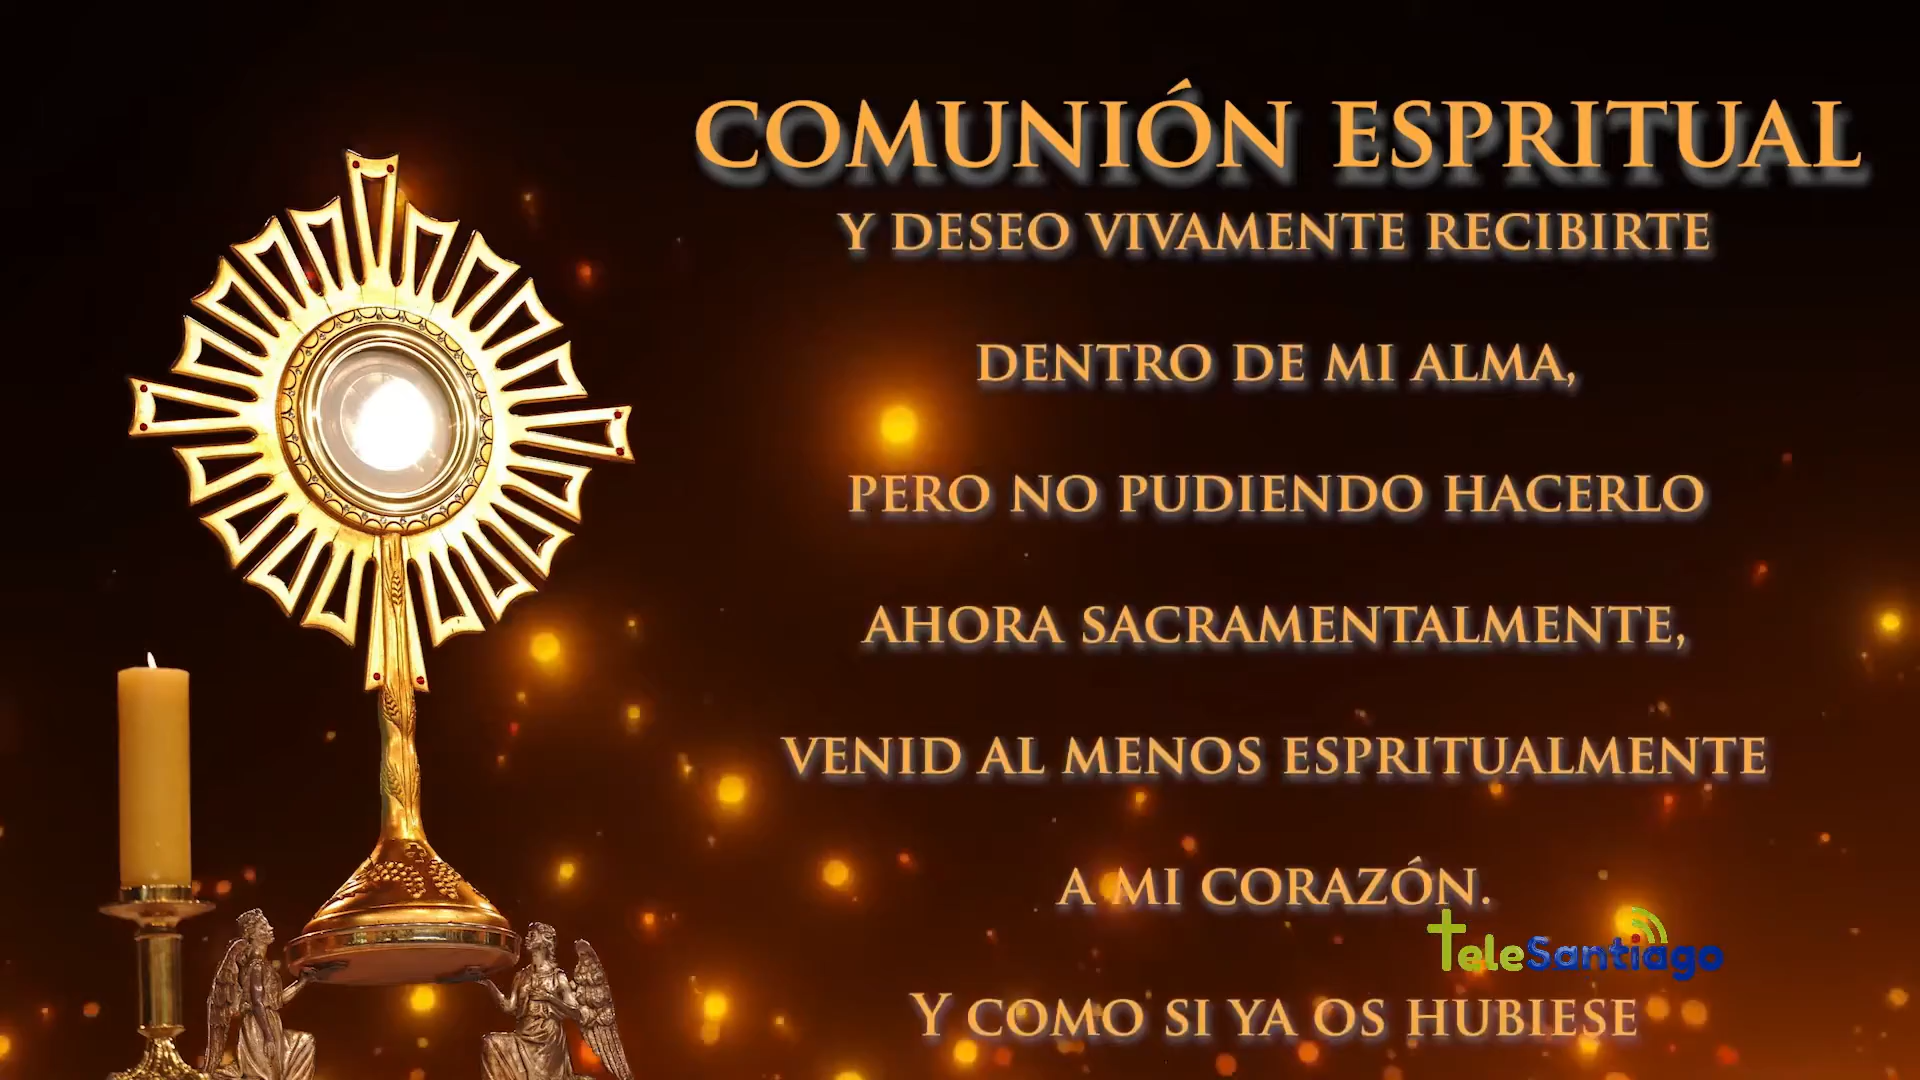 COMUNIÓN ESPRITUAL
Y DESEO VIVAMENTE RECIBIRTE
DENTRO DE MI ALMA,
PERO NO PUDIENDO HACERLO
AHORA SACRAMENTALMENTE,
VENID AL MENOS ESPRITUALMENTE
A MI CORAZÓN.
TeleSantiago
Y COMO SI YA OS HUBIESE